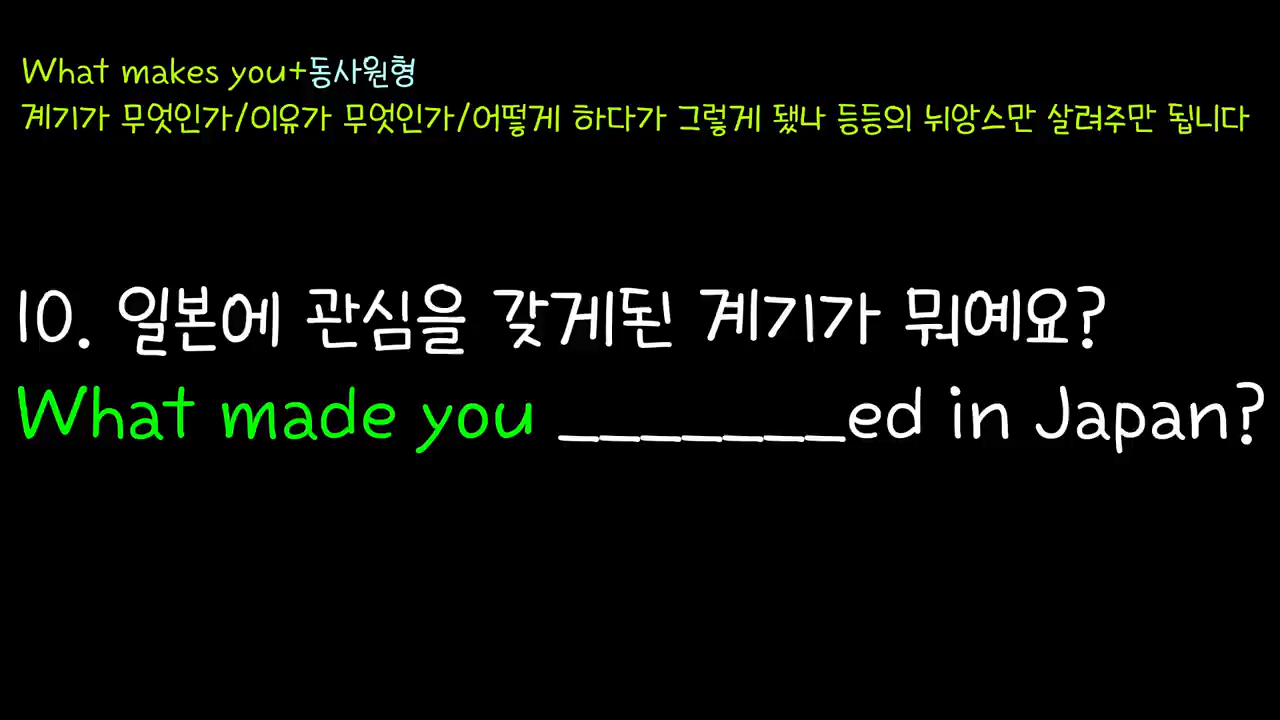 What makes you+동사원형
계기가 무엇인가/이유가 무엇인가/어떻게 하다가 그렇게 됐나 등등의 뉘앙스만 살려주만 됩니다
10. 일본에 관심을 갖게된 계기가 뭐예요?
What made you _______ed in Japan?